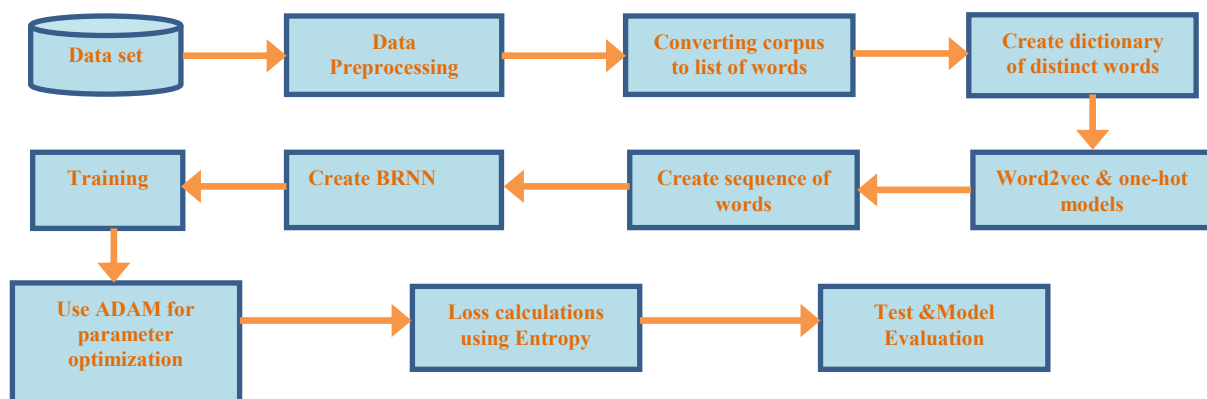 Data set
Data
Preprocessing
Converting corpus
to list of words
Create dictionary
of distinct words
Word2vec & one-hot
models
Create sequence of
words
Create BRNN
Training
Use ADAM for
parameter
optimization
Loss calculations
using Entropy
Test &Model
Evaluation